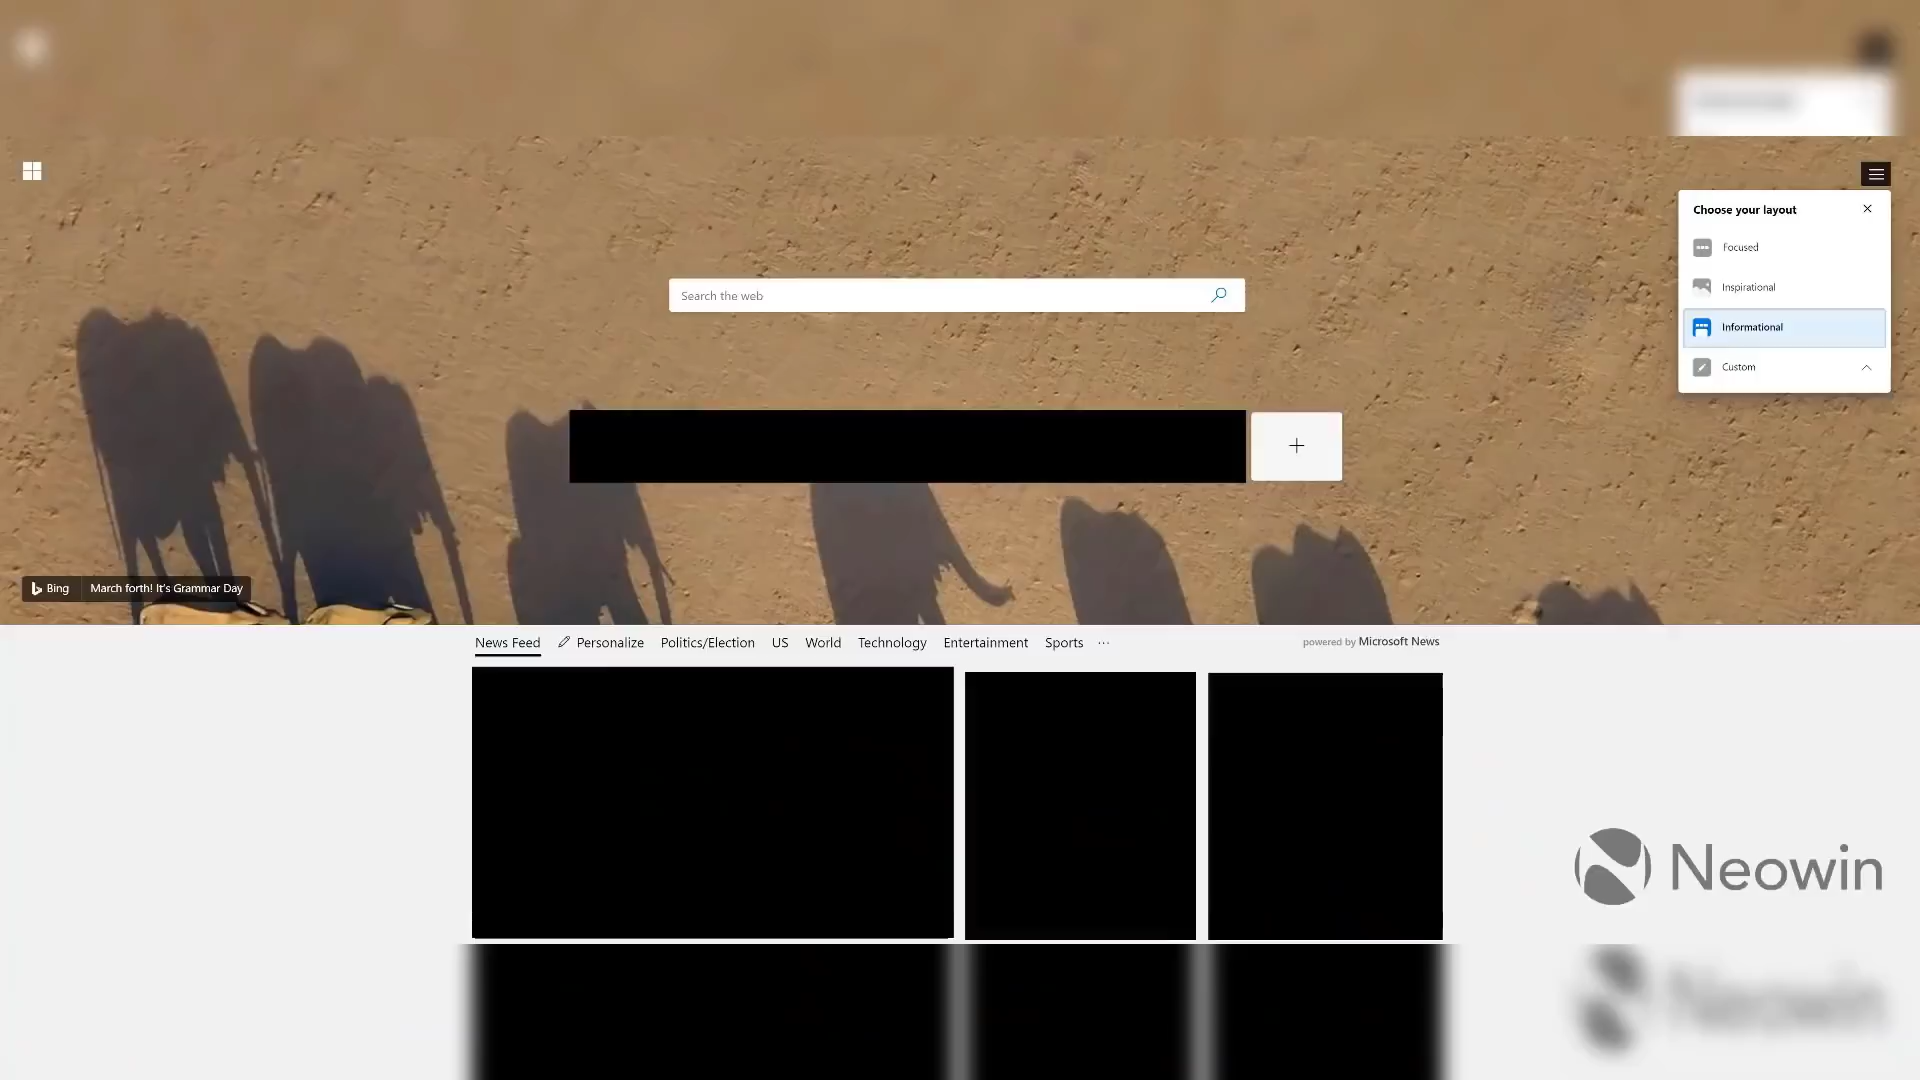 Choose your layout
Focused
Search the web
Inspirational
Informational
Custom
Bing March forth! It's Grammar Day
News Feed Personalize Politics/Election US World Technology Entertainment Sports ... powered by Microsoft News
Neowin